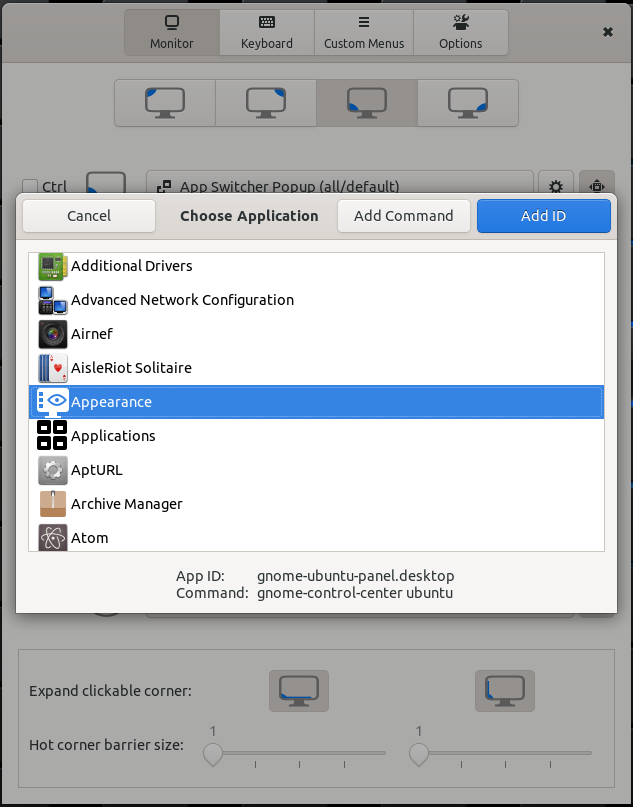 Monitor
Keyboard
Custom Menus
Options
Ctrl
App Switcher Popup (all/default)
Cancel
Choose Application
Add Command
Add ID
Additional Drivers
Advanced Network Configuration
Airnef
AisleRiot Solitaire
Appearance
Applications
AptURL
Archive Manager
Atom
App ID: gnome-ubuntu-panel.desktop
Command: gnome-control-center ubuntu
Expand clickable corner:
1 1
Hot corner barrier size: